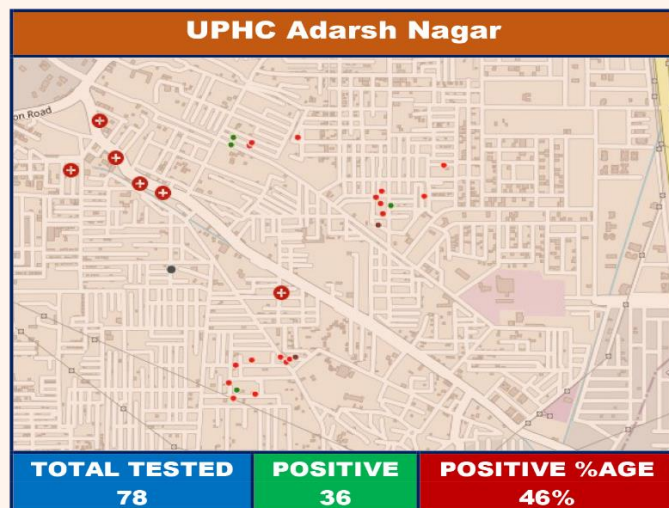 UPHC Adarsh Nagar
on Road
TOTAL TESTED
78
POSITIVE
36
POSITIVE %AGE
46%